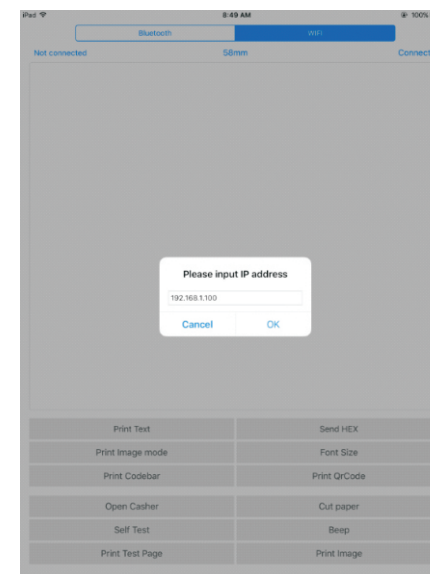 iPad 8:49 AM 100%
Bluetooth WIFI
Not connected 58mm Connect
Please input IP address
192.168.1.100
Cancel OK
Print Text Send HEX
Print Image mode Font Size
Print Codebar Print QrCode
Open Casher Cut paper
Self Test Beep
Print Test Page Print Image